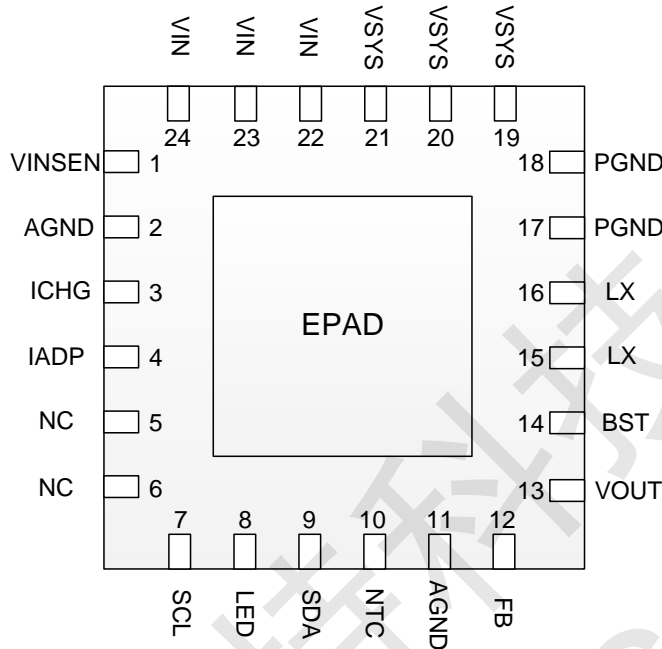 VIN VIN VIN VSYS VSYS VSYS
24 23 22 21 20 19
VINSEN 1 18 PGND
AGND 2 17 PGND
ICHG 3 16 LX
EPAD
IADP 4 15 LX
NC 5 14 BST
NC 6 13 VOUT
7 8 9 10 11 12
SCL LED SDA NTC AGND FB
科技